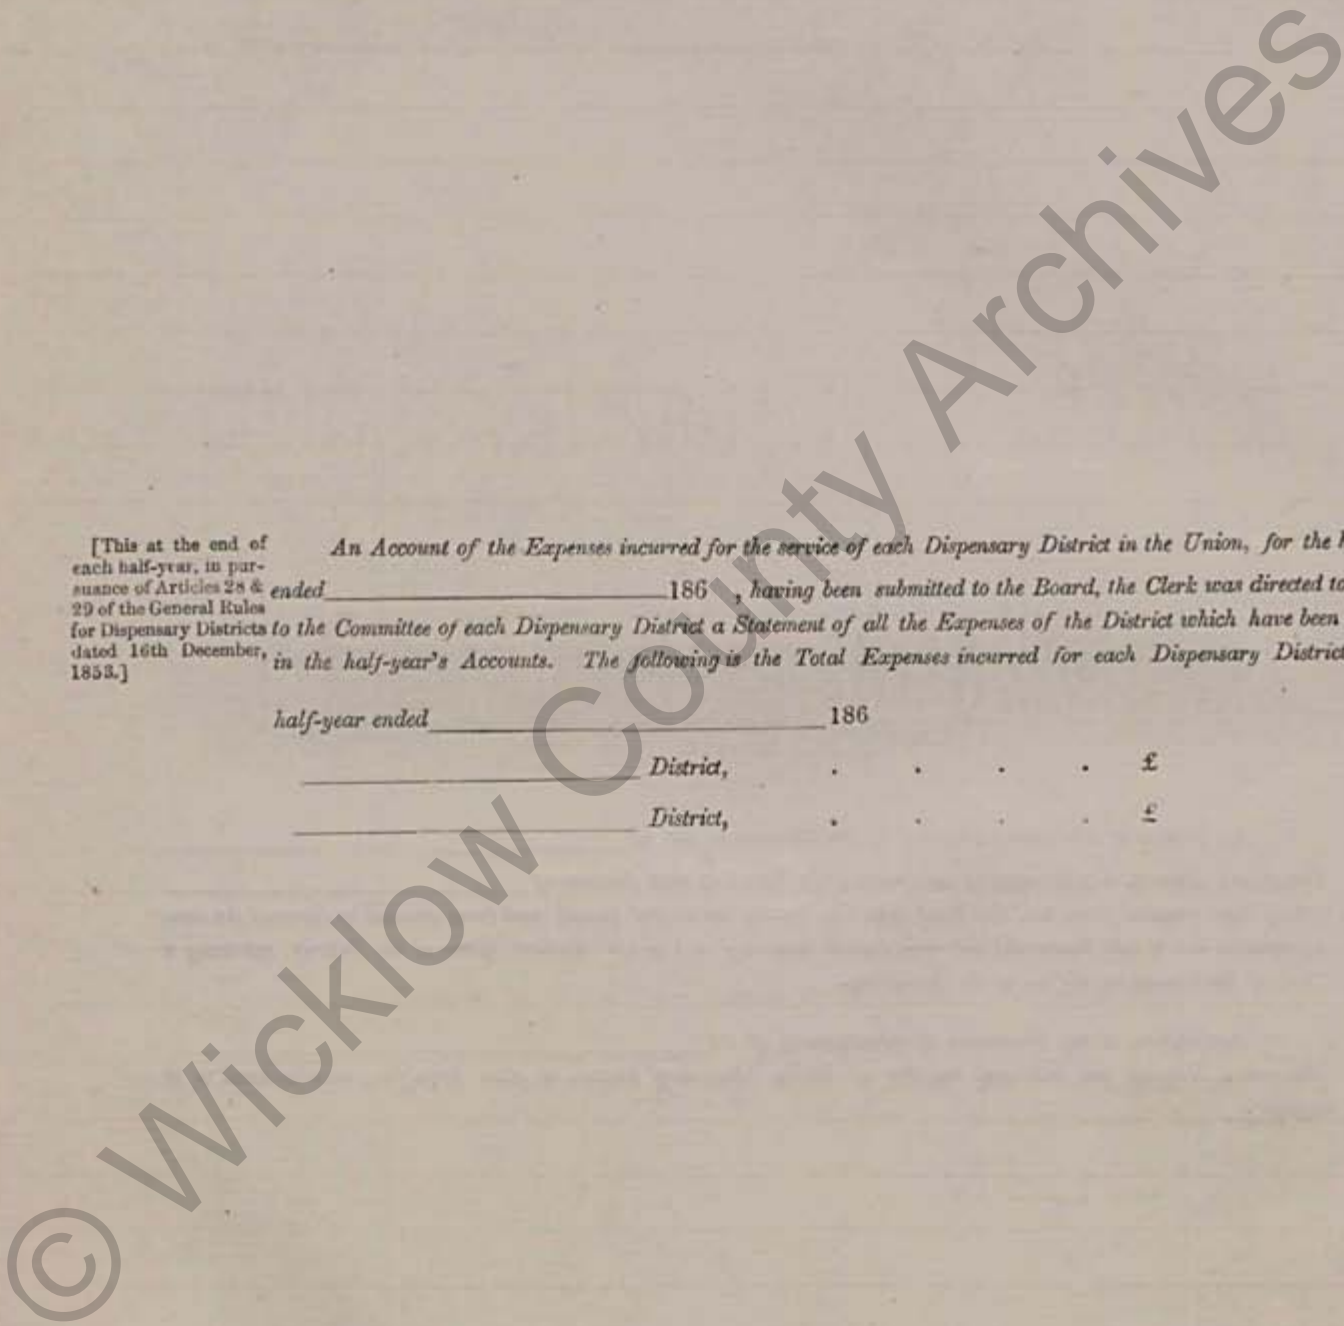 [This at the end of
each half-year, in pur-
suance of Articles 28 &
29 of the General Rules
for Dispensary Districts
dated 16th December,
1853.]
An Account of the Expenses incurred for the service of each Dispensary District in the Union, for the
ended 186 , having been submitted to the Board, the Clerk was directed to
to the Committee of each Dispensary District a Statement of all the Expenses of the District which have been
in the half-year's Accounts. The following is the Total Expenses incurred for each Dispensary District
half-year ended 186
District, . . . . £
District, . . . . £
© Wicklow County Archives